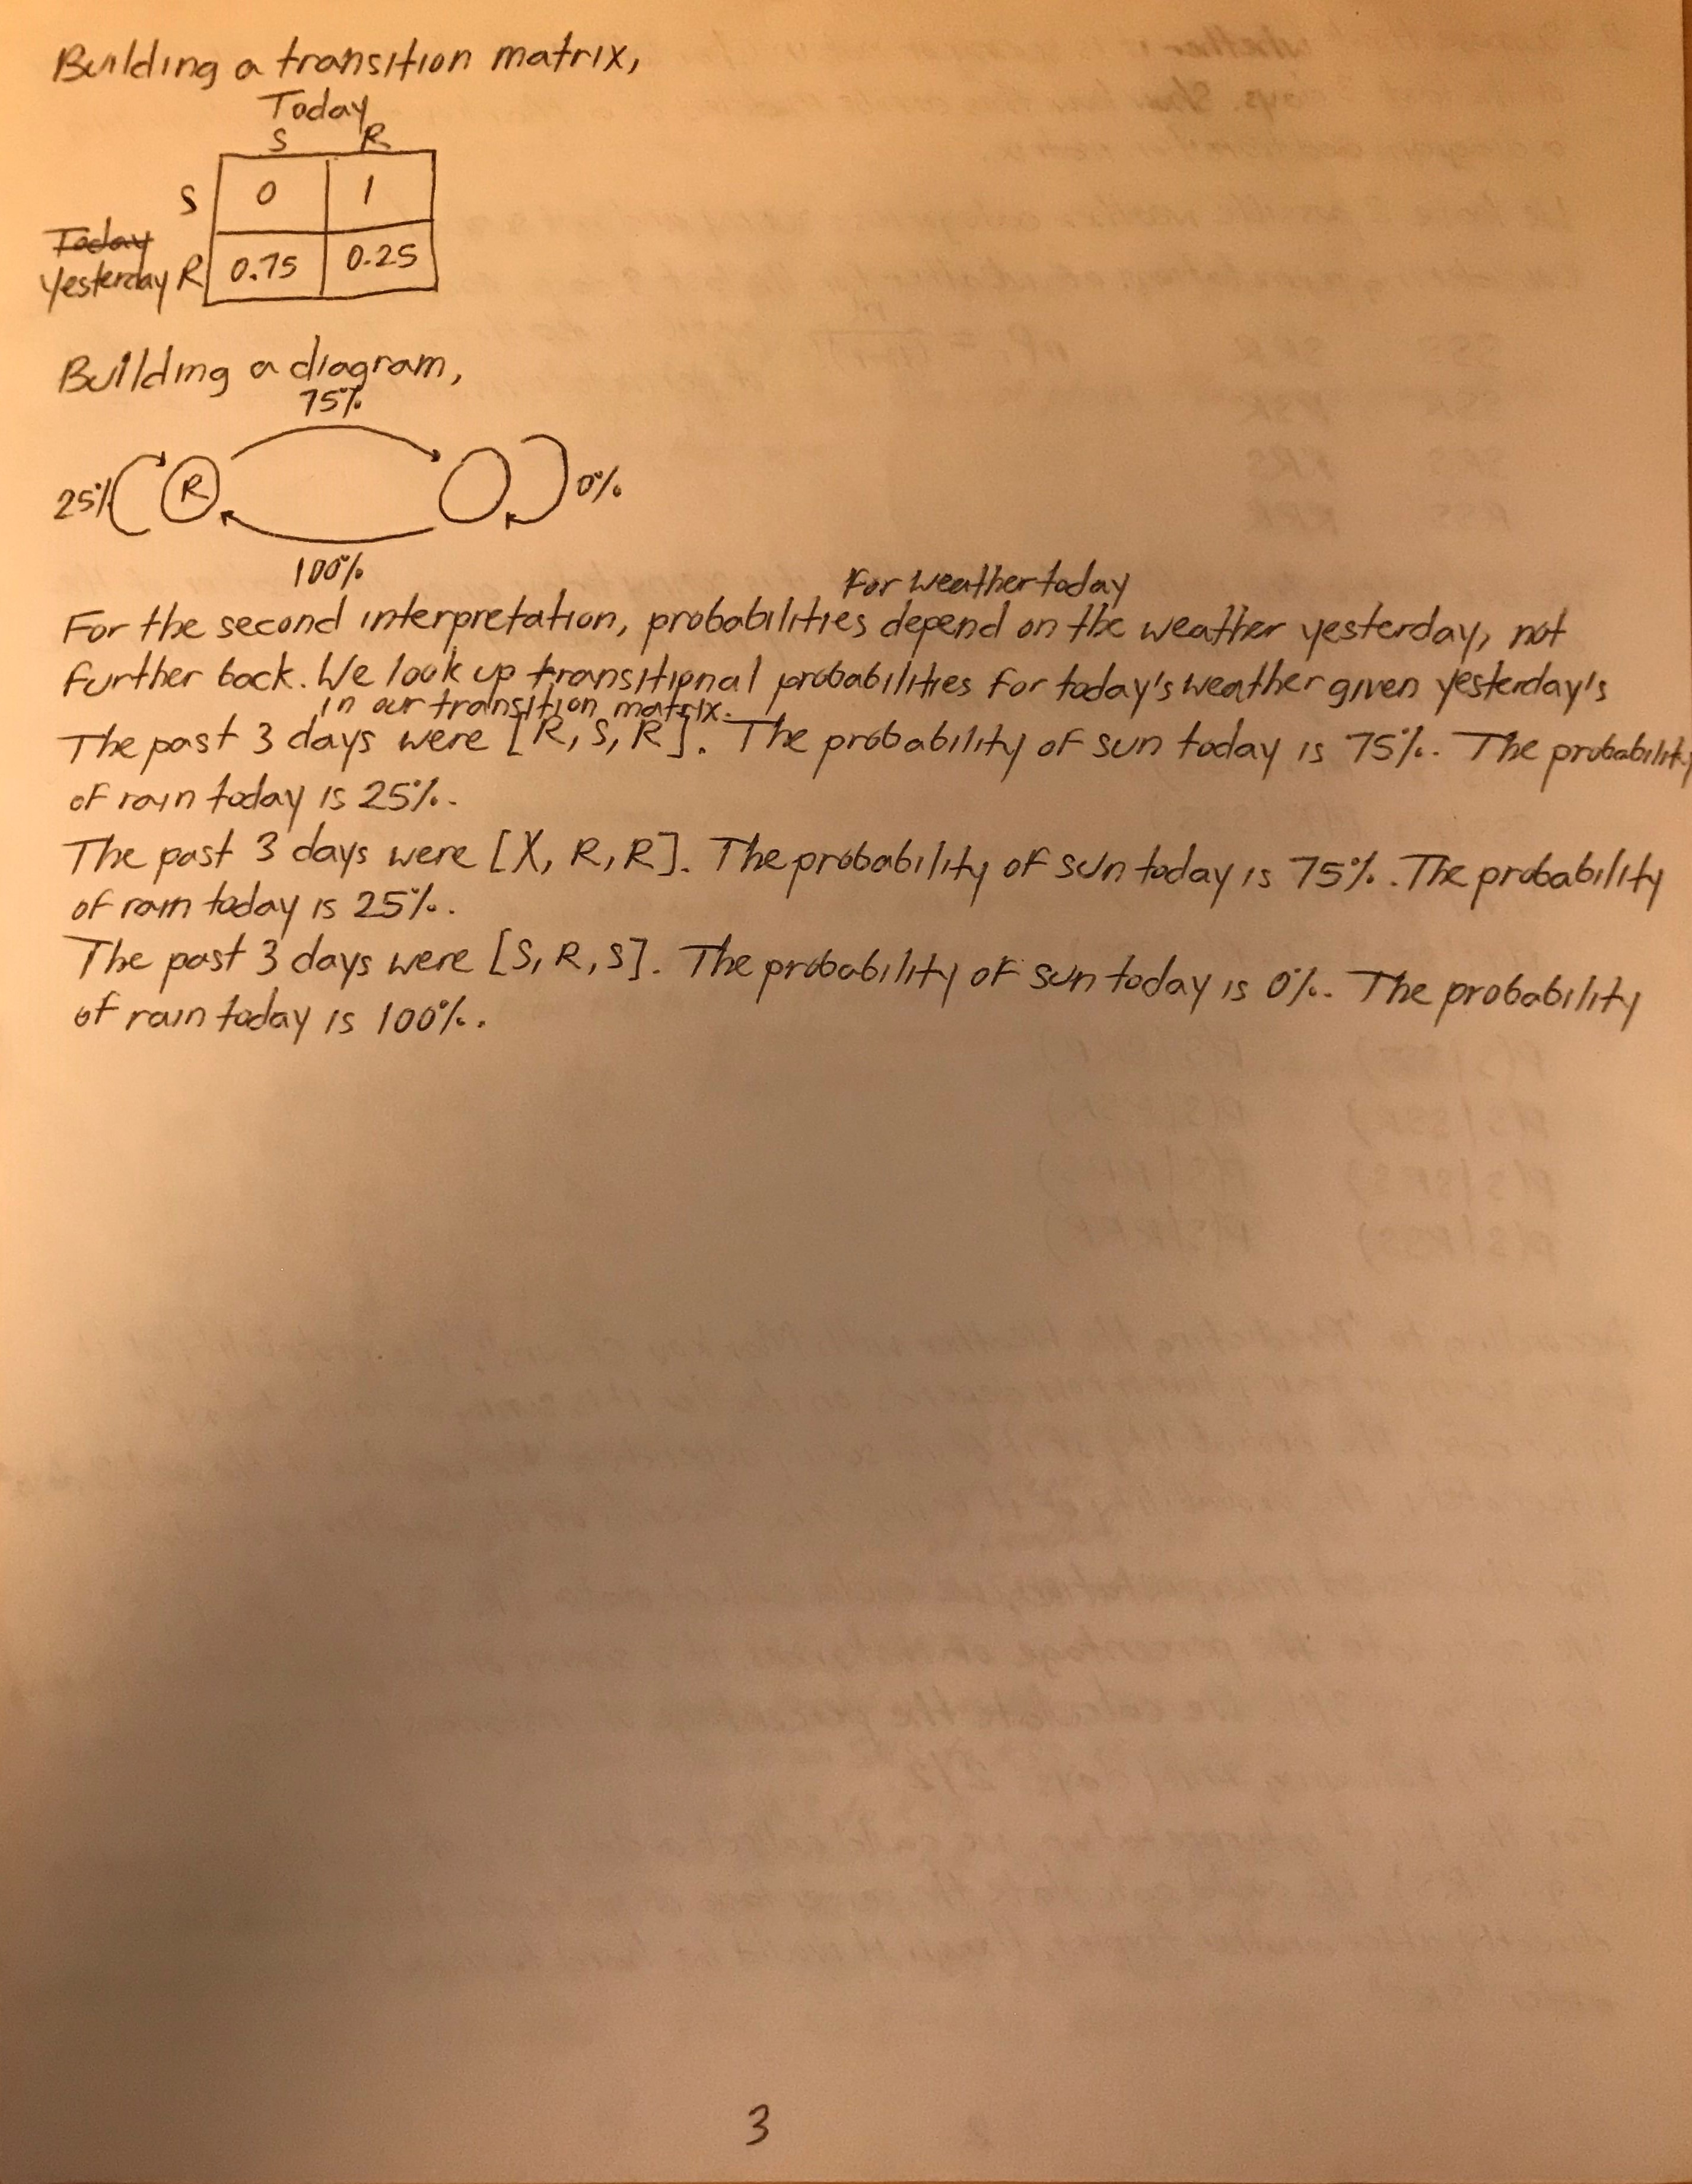 Building a transition matrix,
Today
S R
S 0 1
Today
Yesterday R 0.75 0.25
Building a diagram,
75%
25% R 0%
100%
For weather today
For the second interpretation, probabilities depend on the weather yesterday, not
further back. We look up transitional probabilities for today's weather given yesterday's
in our transition matrix.
The past 3 days were [R, S, R]. The probability of sun today is 75%. The probability
of rain today is 25%.
The past 3 days were [X, R, R]. The probability of sun today is 75%. The probability
of rain today is 25%.
The past 3 days were [S, R, S]. The probability of sun today is 0%. The probability
of rain today is 100%.
3